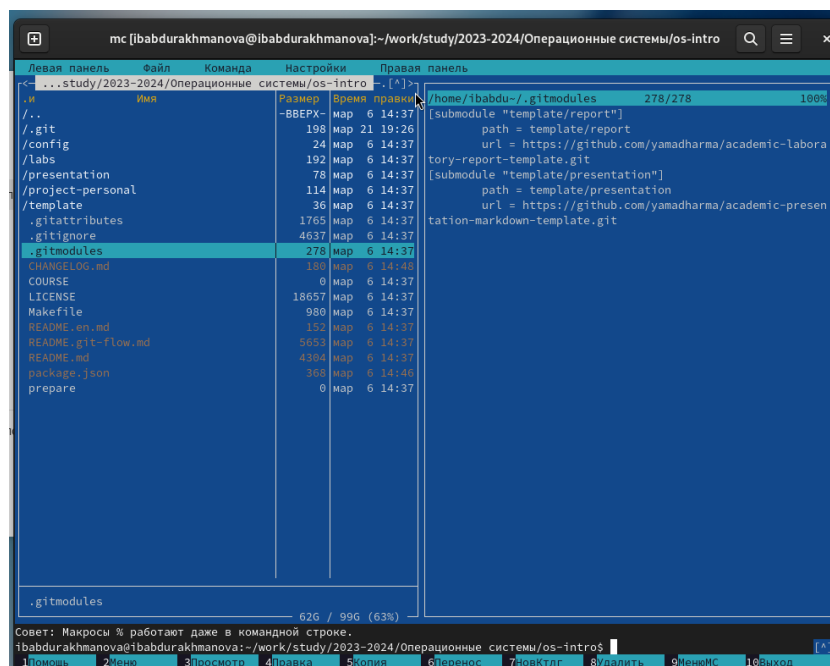 mc [ibabdurakhmanova@ibabdurakhmanova]:~/work/study/2023-2024/Операционные системы/os-intro
Левая панель Файл Команда Настройки Правая панель
<— ...study/2023-2024/Операционные системы/os-intro —.[^]>
.и Имя Размер Время правки
/.. -ВВЕРХ- мар 6 14:37
/.git 198 мар 21 19:26
/config 24 мар 6 14:37
/labs 192 мар 6 14:37
/presentation 78 мар 6 14:37
/project-personal 114 мар 6 14:37
/template 36 мар 6 14:37
.gitattributes 1765 мар 6 14:37
.gitignore 4637 мар 6 14:37
.gitmodules 278 мар 6 14:37
CHANGELOG.md 180 мар 6 14:48
COURSE 0 мар 6 14:37
LICENSE 18657 мар 6 14:37
Makefile 980 мар 6 14:37
README.en.md 152 мар 6 14:37
README.git-flow.md 5653 мар 6 14:37
README.md 4304 мар 6 14:37
package.json 368 мар 6 14:46
prepare 0 мар 6 14:37
.gitmodules
62G / 99G (63%)
/home/ibabdu~/.gitmodules 278/278 100%
[submodule "template/report"]
path = template/report
url = https://github.com/yamadharma/academic-labora
tory-report-template.git
[submodule "template/presentation"]
path = template/presentation
url = https://github.com/yamadharma/academic-presen
tation-markdown-template.git
Совет: Макросы % работают даже в командной строке.
ibabdurakhmanova@ibabdurakhmanova:~/work/study/2023-2024/Операционные системы/os-intro$ [^
1Помощь 2Меню 3Просмотр 4Правка 5Копия 6Перенос 7НовКтлг 8Удалить 9МенюMC 10Выход